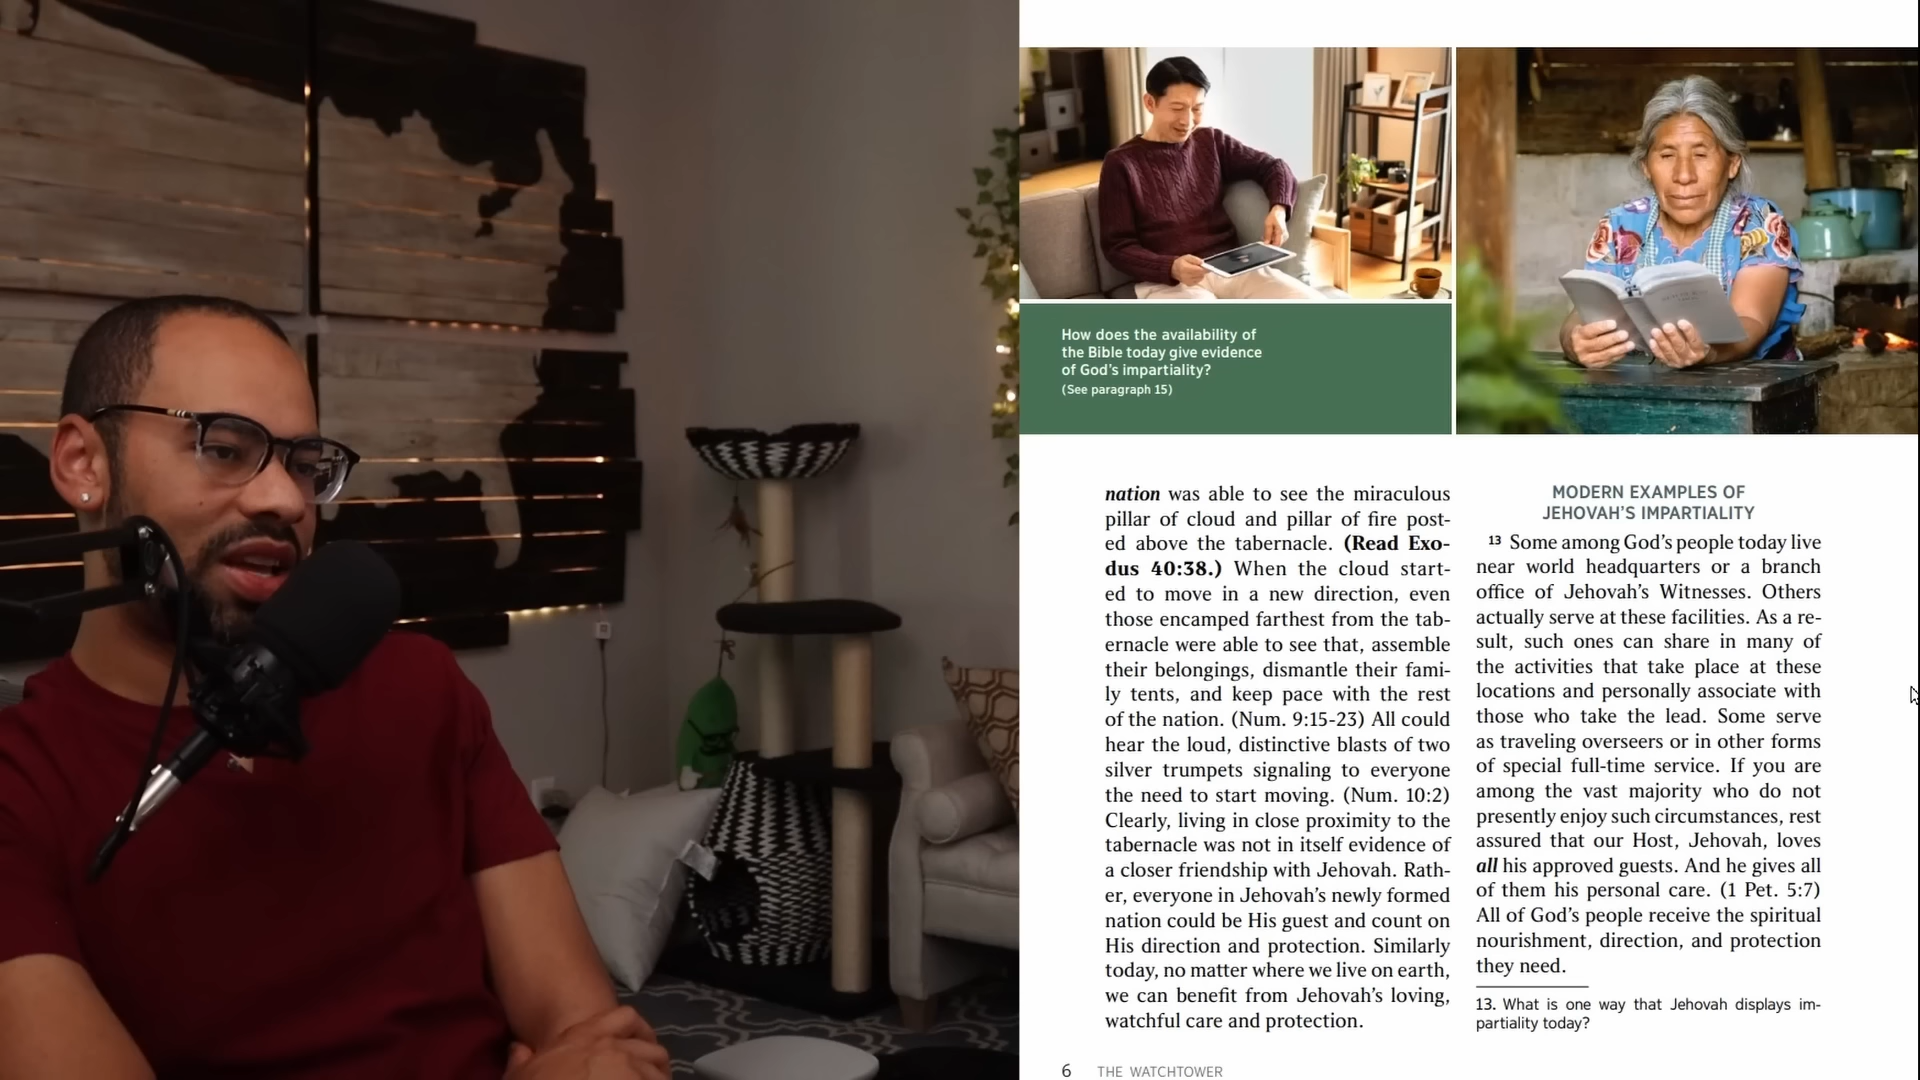 How does the availability of
the Bible today give evidence
of God's impartiality?
(See paragraph 15)
nation was able to see the miraculous
pillar of cloud and pillar of fire post-
ed above the tabernacle. (Read Exo-
dus 40:38.) When the cloud start-
ed to move in a new direction, even
those encamped farthest from the tab-
ernacle were able to see that, assemble
their belongings, dismantle their fami-
ly tents, and keep pace with the rest
of the nation. (Num. 9:15-23) All could
hear the loud, distinctive blasts of two
silver trumpets signaling to everyone
the need to start moving. (Num. 10:2)
Clearly, living in close proximity to the
tabernacle was not in itself evidence of
a closer friendship with Jehovah. Rath-
er, everyone in Jehovah's newly formed
nation could be His guest and count on
His direction and protection. Similarly
today, no matter where we live on earth,
we can benefit from Jehovah's loving,
watchful care and protection.
MODERN EXAMPLES OF
JEHOVAH'S IMPARTIALITY
13 Some among God's people today live
near world headquarters or a branch
office of Jehovah's Witnesses. Others
actually serve at these facilities. As a re-
sult, such ones can share in many of
the activities that take place at these
locations and personally associate with
those who take the lead. Some serve
as traveling overseers or in other forms
of special full-time service. If you are
among the vast majority who do not
presently enjoy such circumstances, rest
assured that our Host, Jehovah, loves
all his approved guests. And he gives all
of them his personal care. (1 Pet. 5:7)
All of God's people receive the spiritual
nourishment, direction, and protection
they need.
13. What is one way that Jehovah displays im-
partiality today?
6 THE WATCHTOWER